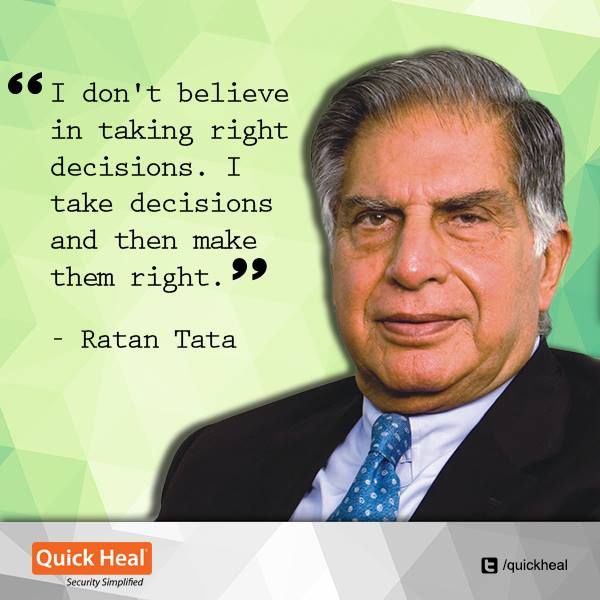 “I don't believe
in taking right
decisions. I
take decisions
and then make
them right.”
- Ratan Tata
Quick Heal®
Security Simplified
/quickheal